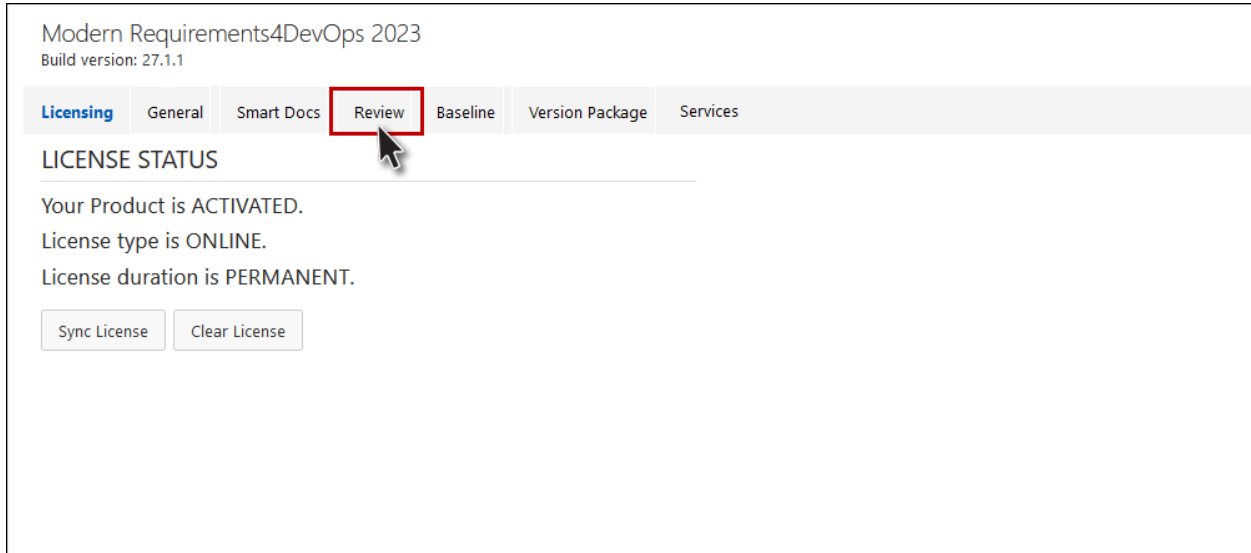 Modern Requirements4DevOps 2023
Build version: 27.1.1
Licensing General Smart Docs Review Baseline Version Package Services
LICENSE STATUS
Your Product is ACTIVATED.
License type is ONLINE.
License duration is PERMANENT.
Sync License Clear License